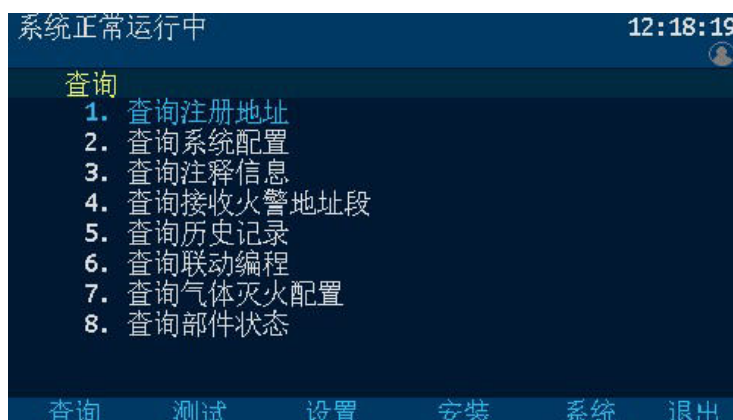 系统正常运行中 12:18:19
查询
1. 查询注册地址
2. 查询系统配置
3. 查询注释信息
4. 查询接收火警地址段
5. 查询历史记录
6. 查询联动编程
7. 查询气体灭火配置
8. 查询部件状态
查询 测试 设置 安装 系统 退出